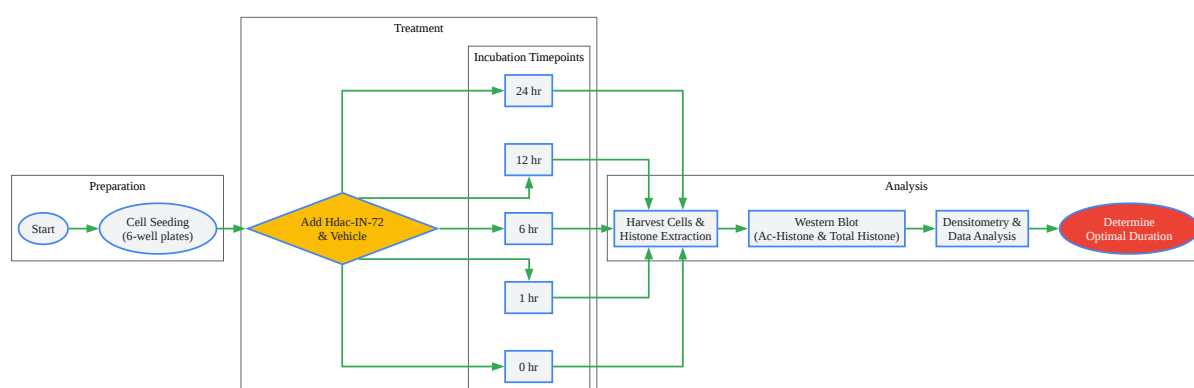 Treatment
Incubation Timepoints
24 hr
12 hr
Preparation
Analysis
Start
Cell Seeding
(6-well plates)
Add Hdac-IN-72
& Vehicle
6 hr
Harvest Cells &
Histone Extraction
Western Blot
(Ac-Histone & Total Histone)
Densitometry &
Data Analysis
Determine
Optimal Duration
1 hr
0 hr